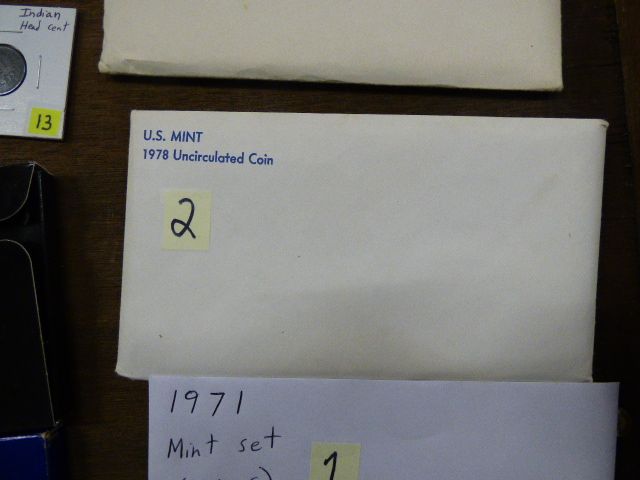 Indian
Head cent
13
U.S. MINT
1978 Uncirculated Coin
2
1971
Mint set
1